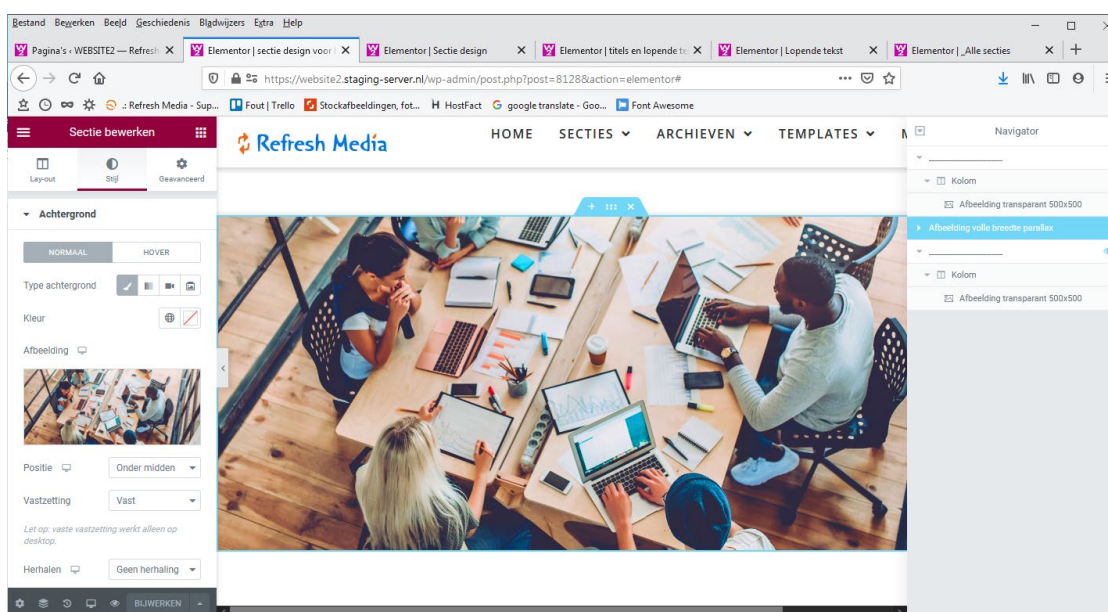 Bestand Bewerken Beeld Geschiedenis Bladwijzers Extra Help
Pagina's ‹ WEBSITE2 — Refresh
Elementor | sectie design voor
Elementor | Sectie design
Elementor | titels en lopende te
Elementor | Lopende tekst
Elementor | _Alle secties
https://website2.staging-server.nl/wp-admin/post.php?post=8128&action=elementor#
.: Refresh Media - Sup... Fout | Trello Stockafbeeldingen, fot... HostFact google translate - Goo... Font Awesome
Sectie bewerken
Refresh Media
HOME SECTIES ARCHIEVEN TEMPLATES
Navigator
Lay-out Stijl Geavanceerd
Kolom
Afbeelding transparant 500x500
Afbeelding volle breedte parallax
Kolom
Afbeelding transparant 500x500
Achtergrond
NORMAAL HOVER
Type achtergrond
Kleur
Afbeelding
Positie Onder midden
Vastzetting Vast
Let op: vaste vastzetting werkt alleen op
desktop.
Herhalen Geen herhaling
BIJWERKEN